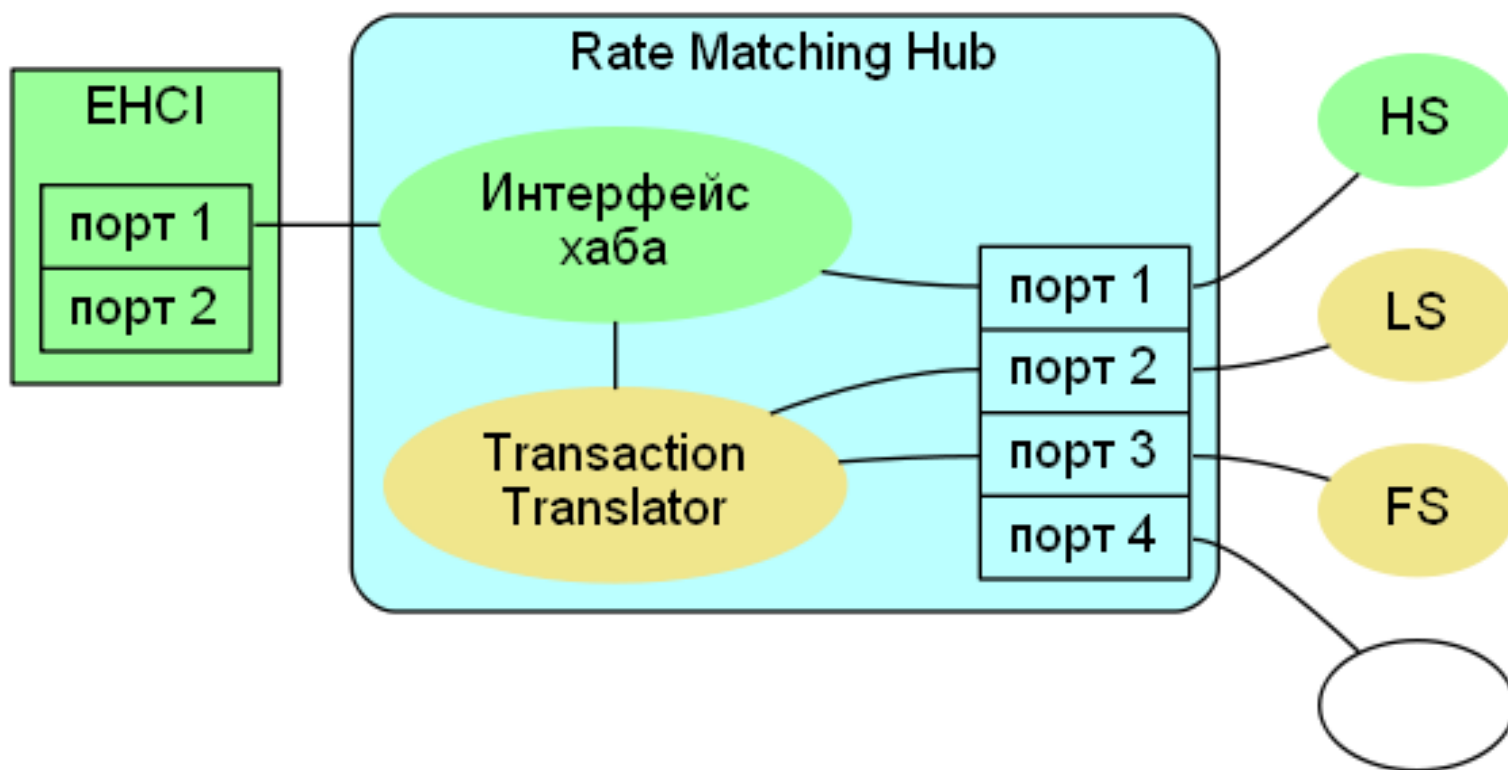 Rate Matching Hub
EHCI
порт 1
порт 2
Интерфейс
хаба
Transaction
Translator
порт 1
порт 2
порт 3
порт 4
HS
LS
FS